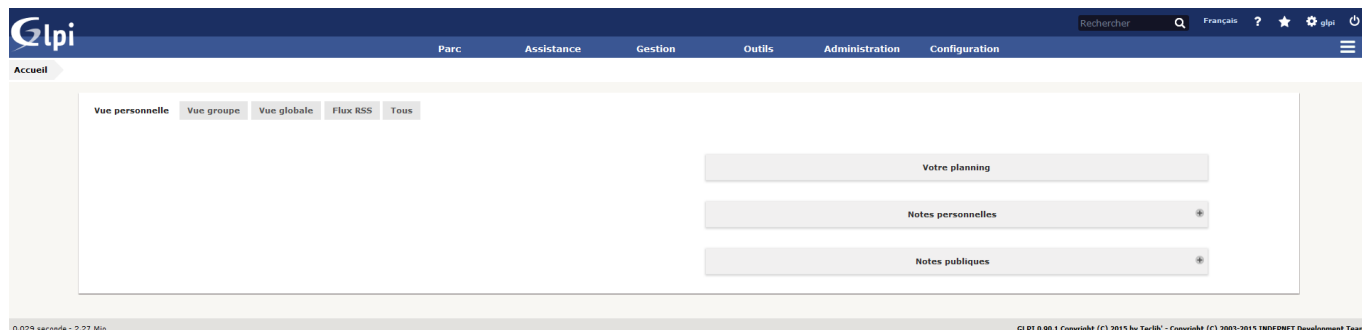 Glpi
Rechercher Français ? glpi
Parc Assistance Gestion Outils Administration Configuration
Accueil
Vue personnelle Vue groupe Vue globale Flux RSS Tous
Votre planning
Notes personnelles
Notes publiques
0.029 seconde - 2.27 Mio GLPI 0.90.1 Copyright (C) 2015 by Teclib' - Copyright (C) 2003-2015 INDEPNET Development Team